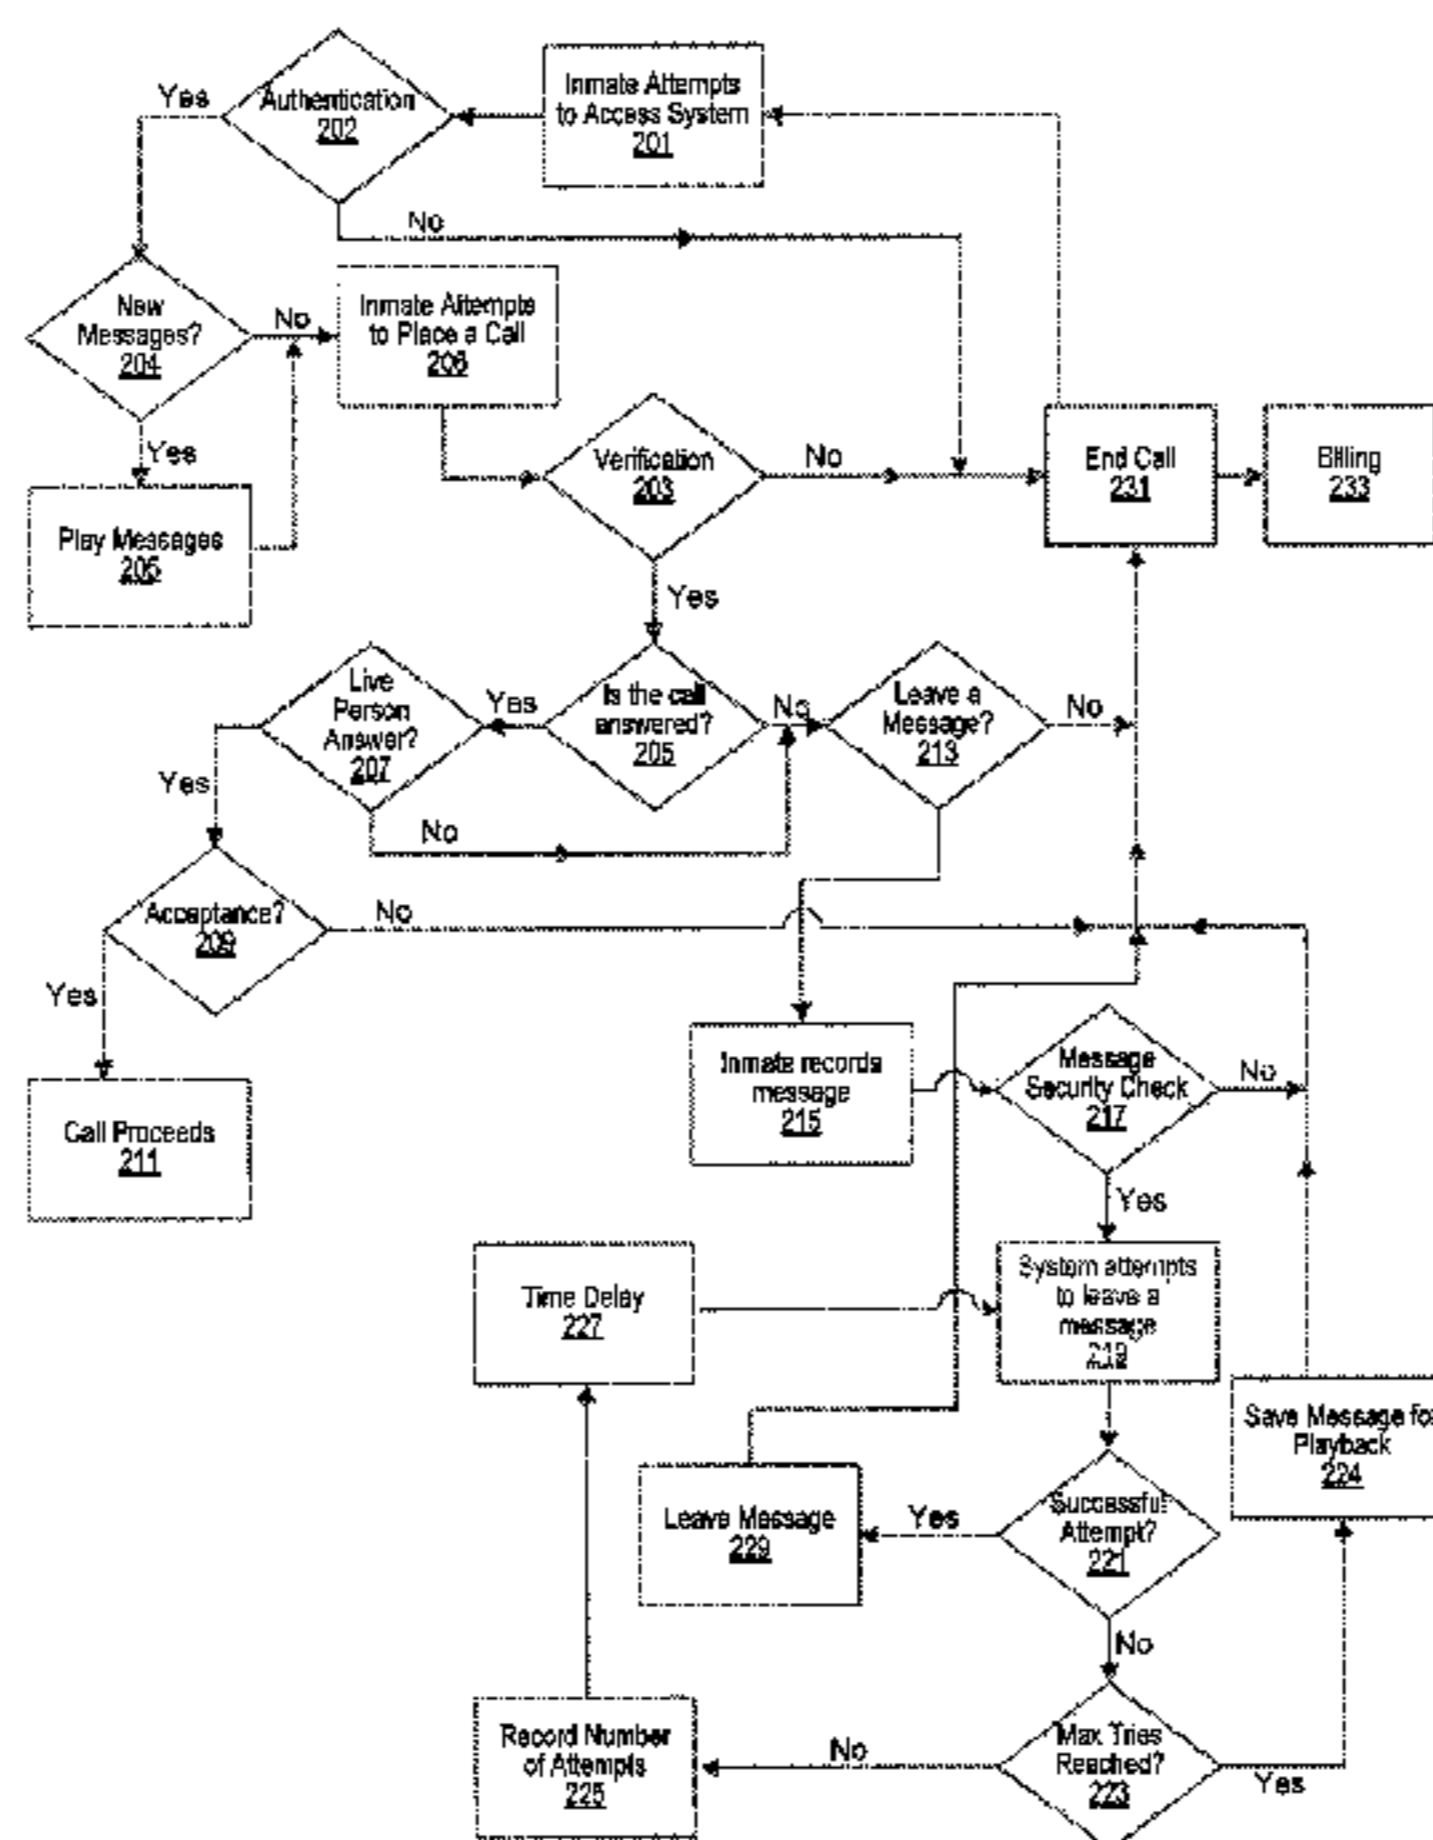 Yes
Authentication
202
Inmate Attempts
to Access System
201
No
New
Messages?
204
No
Inmate Attempts
to Place a Call
206
Yes
Play Messages
205
Verification
203
No
End Call
231
Billing
233
Yes
Live
Person
Answer?
207
Yes
Is the call
answered?
205
No
Leave a
Message?
213
No
Yes
No
Acceptance?
209
No
Yes
Call Proceeds
211
Inmate records
message
215
Message
Security Check
217
No
Yes
Time Delay
227
System attempts
to leave a
message
219
Save Message for
Playback
224
Leave Message
229
Yes
Successful
Attempt?
221
No
Record Number
of Attempts
225
No
Max Tries
Reached?
223
Yes